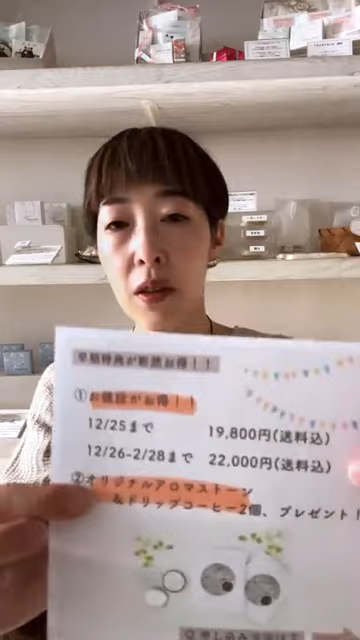 早期特典が断然お得！！
①お値段がお得！！
12/25まで　19,800円(送料込)
12/26-2/28まで　22,000円(送料込)
②オリジナルアロマストーン
&ドリップコーヒー2個、プレゼント！